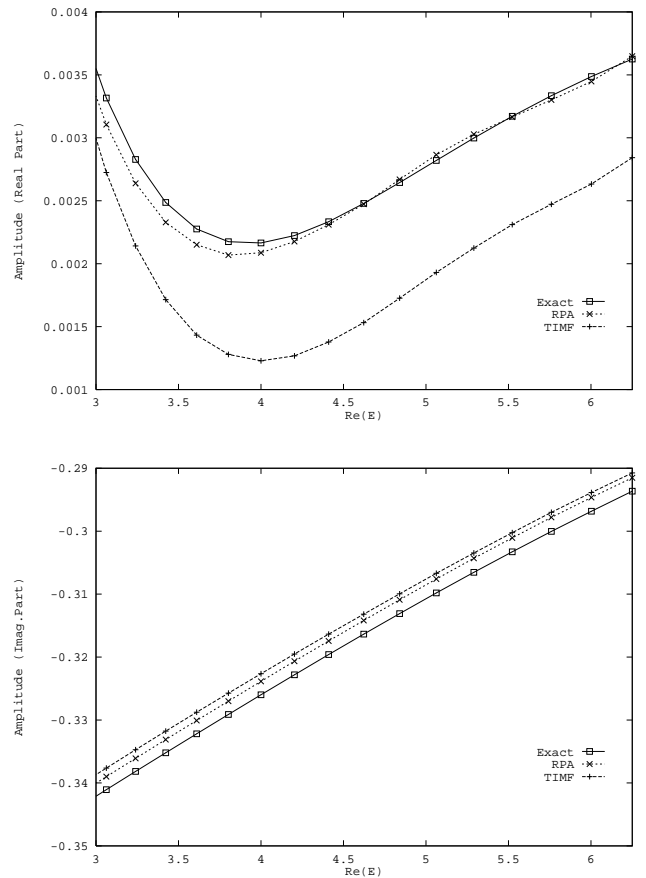 0.004
0.0035
0.003
0.0025
0.002
0.0015
0.001
Amplitude (Real Part)
Exact
RPA
TIMF
3 3.5 4 4.5 5 5.5 6
Re(E)
-0.29
-0.3
-0.31
-0.32
-0.33
-0.34
-0.35
Amplitude (Imag.Part)
Exact
RPA
TIMF
3 3.5 4 4.5 5 5.5 6
Re(E)